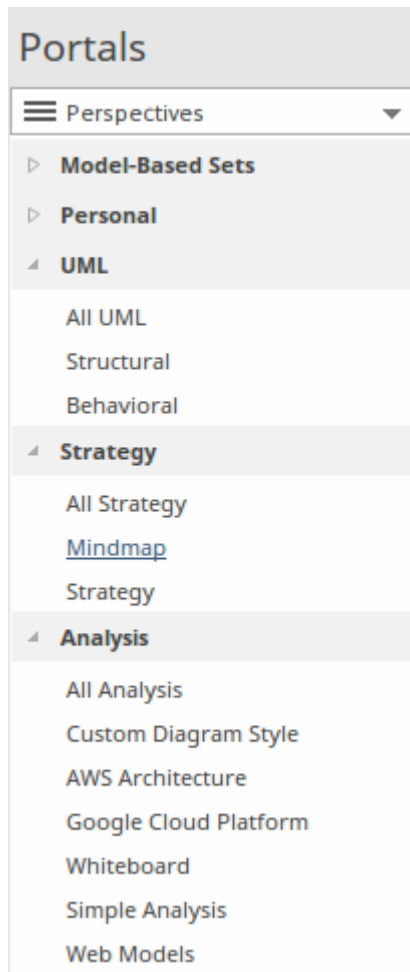 Portals
Perspectives
Model-Based Sets
Personal
UML
All UML
Structural
Behavioral
Strategy
All Strategy
Mindmap
Strategy
Analysis
All Analysis
Custom Diagram Style
AWS Architecture
Google Cloud Platform
Whiteboard
Simple Analysis
Web Models